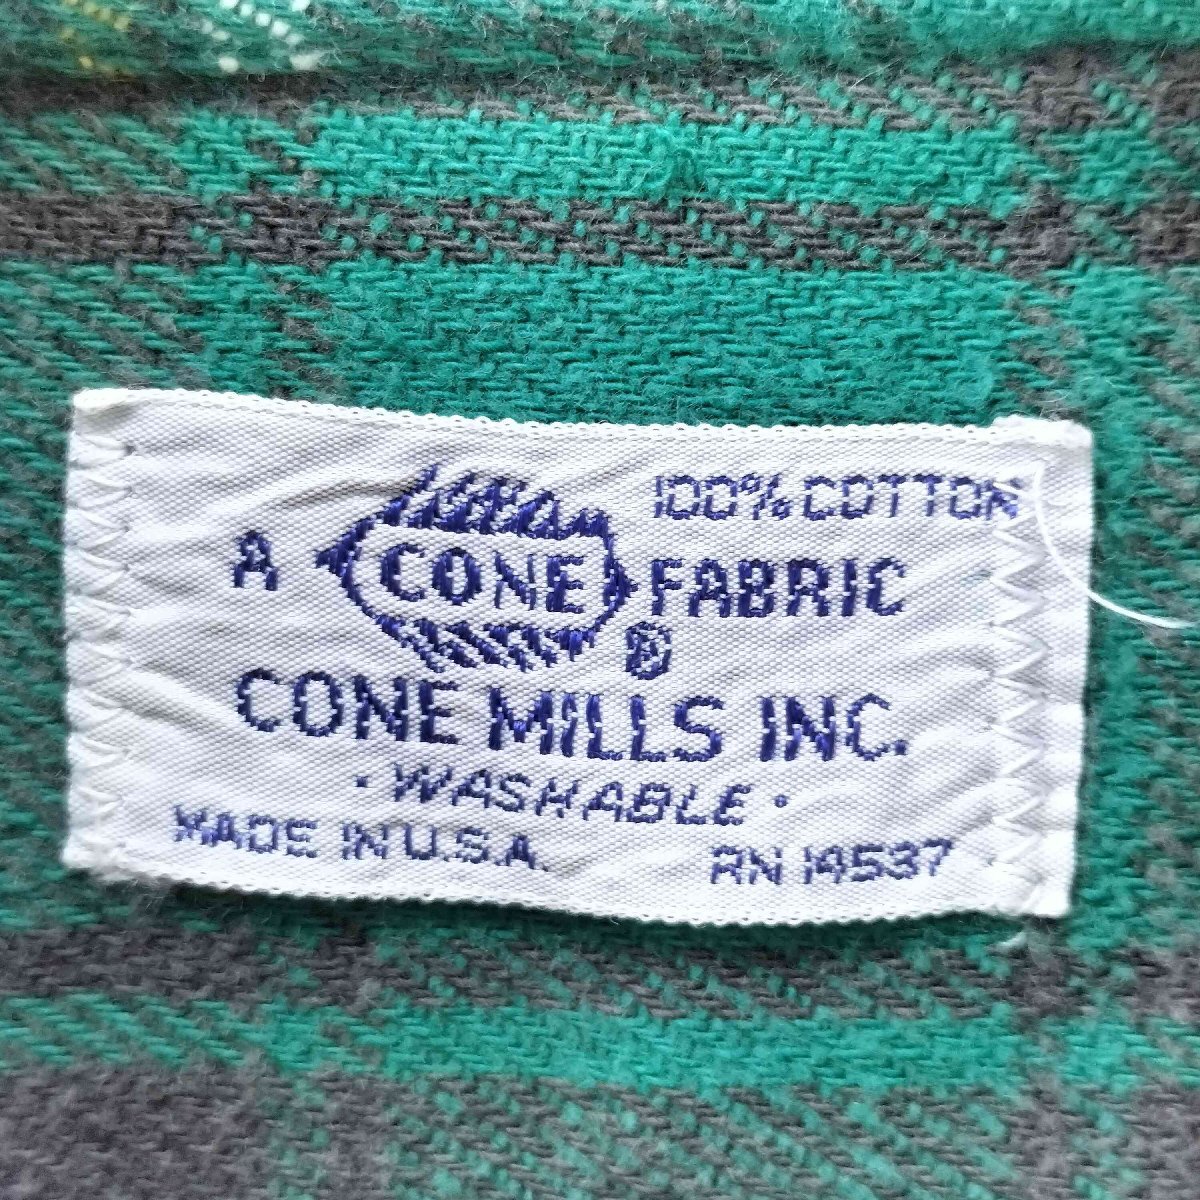 100% COTTON
A CONE FABRIC ®
CONE MILLS INC.
· WASHABLE ·
MADE IN U.S.A. RN 14537